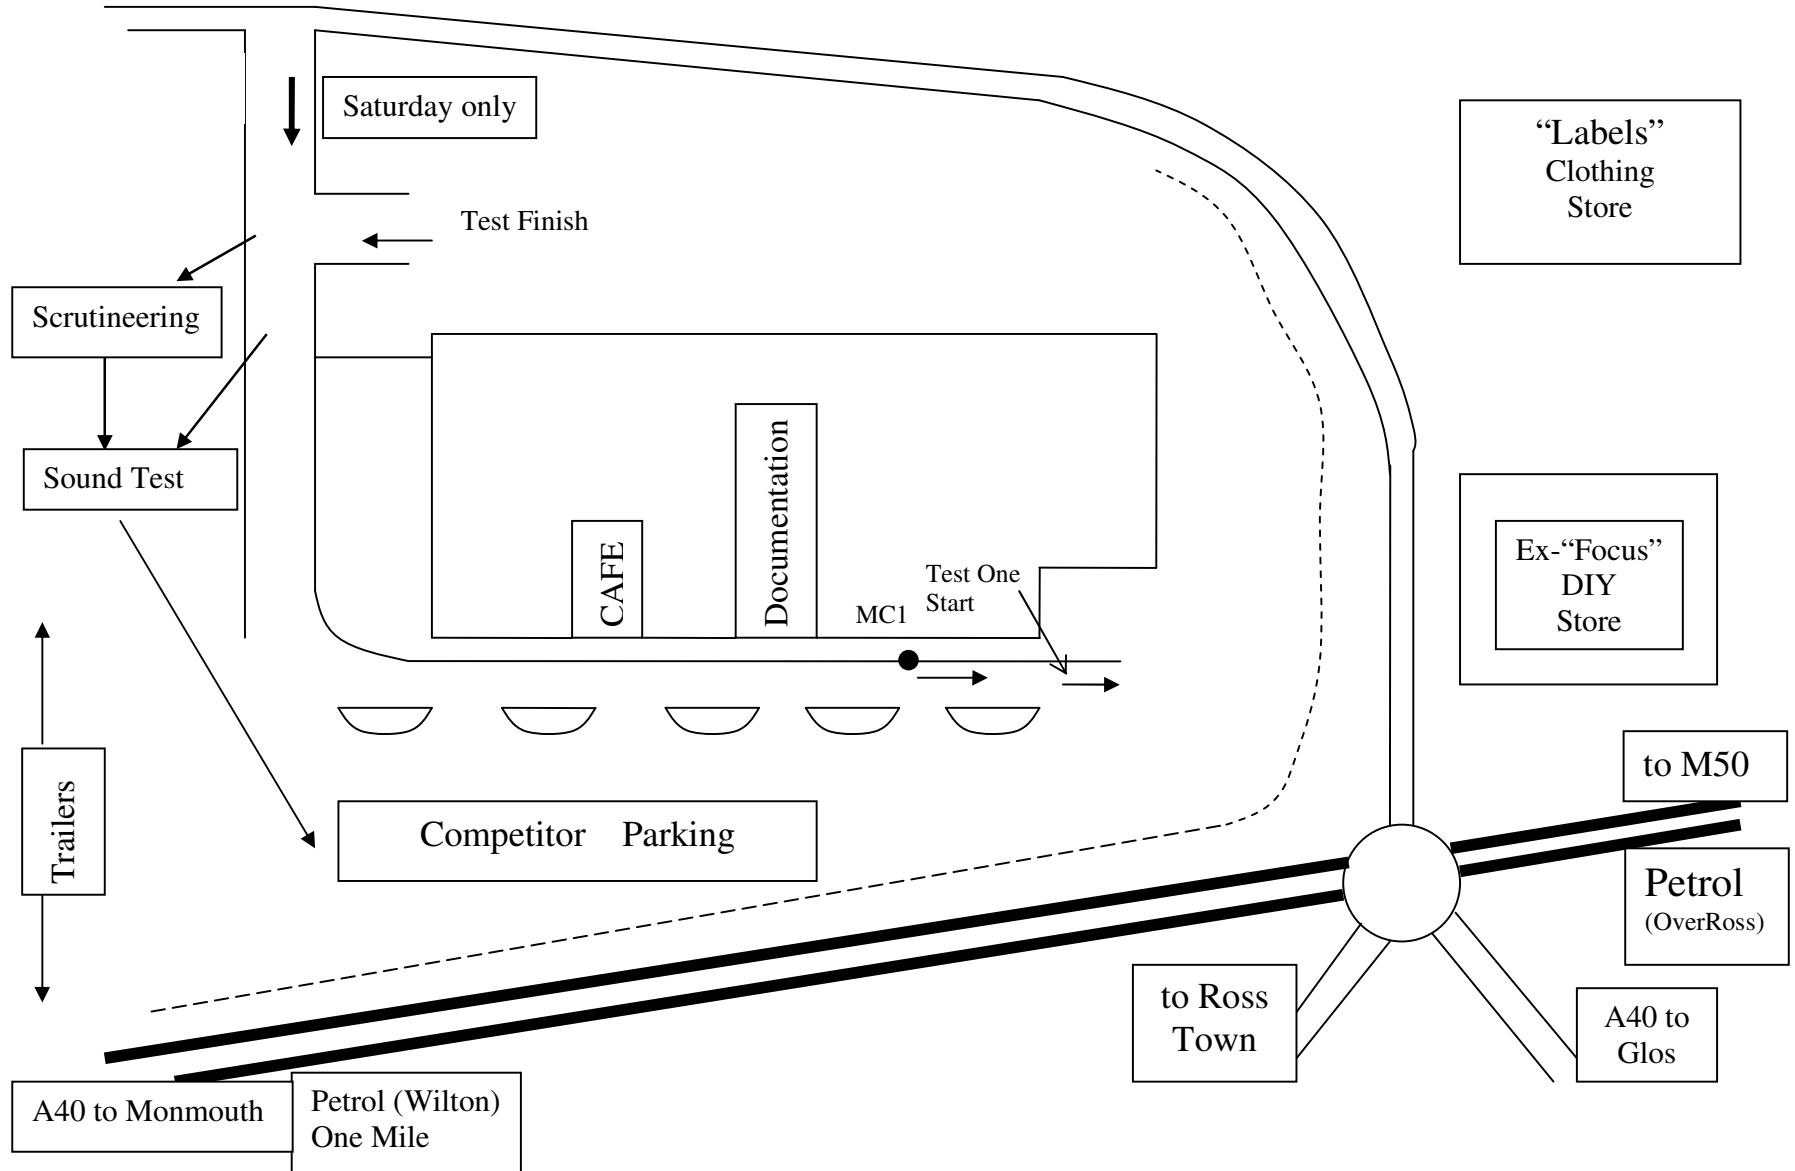 Saturday only
“Labels”
Clothing
Store
Test Finish
Scrutineering
Sound Test
Documentation
CAFE
Test One
Start
MC1
Ex-“Focus”
DIY
Store
to M50
Trailers
Competitor Parking
Petrol
(OverRoss)
to Ross
Town
A40 to
Glos
A40 to Monmouth
Petrol (Wilton)
One Mile